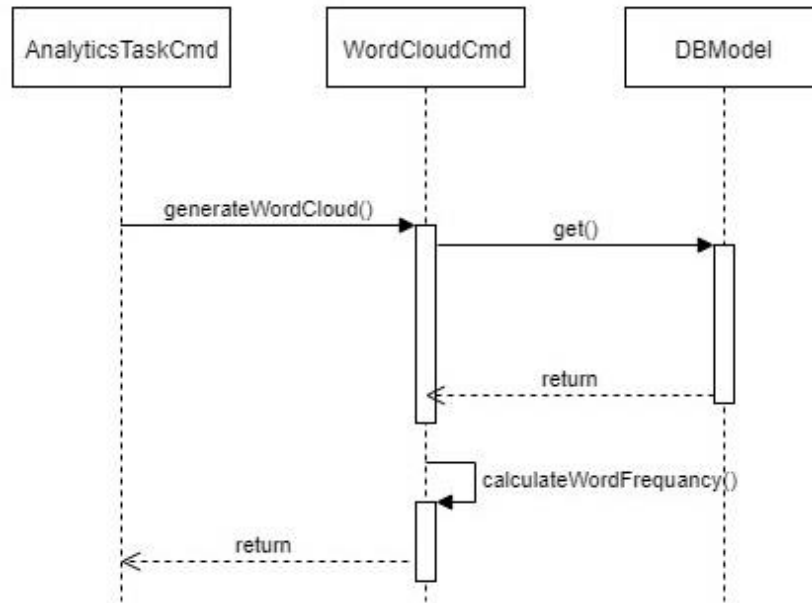 AnalyticsTaskCmd
WordCloudCmd
DBModel
generateWordCloud()
get()
return
calculateWordFrequancy()
return